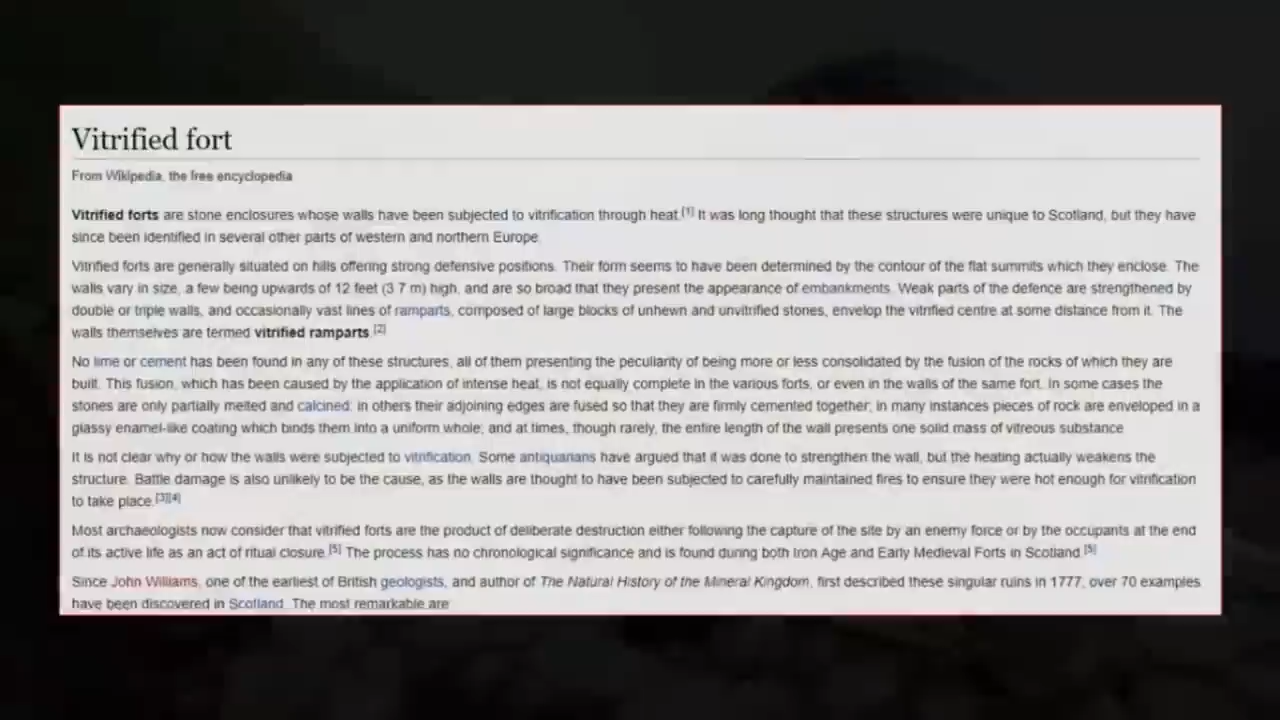 Vitrified fort
From Wikipedia, the free encyclopedia
Vitrified forts are stone enclosures whose walls have been subjected to vitrification through heat.[1] It was long thought that these structures were unique to Scotland, but they have
since been identified in several other parts of western and northern Europe.
Vitrified forts are generally situated on hills offering strong defensive positions. Their form seems to have been determined by the contour of the flat summits which they enclose. The
walls vary in size, a few being upwards of 12 feet (3.7 m) high, and are so broad that they present the appearance of embankments. Weak parts of the defence are strengthened by
double or triple walls, and occasionally vast lines of ramparts, composed of large blocks of unhewn and unvitrified stones, envelop the vitrified centre at some distance from it. The
walls themselves are termed vitrified ramparts.[2]
No lime or cement has been found in any of these structures, all of them presenting the peculiarity of being more or less consolidated by the fusion of the rocks of which they are
built. This fusion, which has been caused by the application of intense heat, is not equally complete in the various forts, or even in the walls of the same fort. In some cases the
stones are only partially melted and calcined; in others their adjoining edges are fused so that they are firmly cemented together; in many instances pieces of rock are enveloped in a
glassy enamel-like coating which binds them into a uniform whole; and at times, though rarely, the entire length of the wall presents one solid mass of vitreous substance.
It is not clear why or how the walls were subjected to vitrification. Some antiquarians have argued that it was done to strengthen the wall, but the heating actually weakens the
structure. Battle damage is also unlikely to be the cause, as the walls are thought to have been subjected to carefully maintained fires to ensure they were hot enough for vitrification
to take place.[3][4]
Most archaeologists now consider that vitrified forts are the product of deliberate destruction either following the capture of the site by an enemy force or by the occupants at the end
of its active life as an act of ritual closure.[5] The process has no chronological significance and is found during both Iron Age and Early Medieval Forts in Scotland.[5]
Since John Williams, one of the earliest of British geologists, and author of The Natural History of the Mineral Kingdom, first described these singular ruins in 1777, over 70 examples
have been discovered in Scotland. The most remarkable are